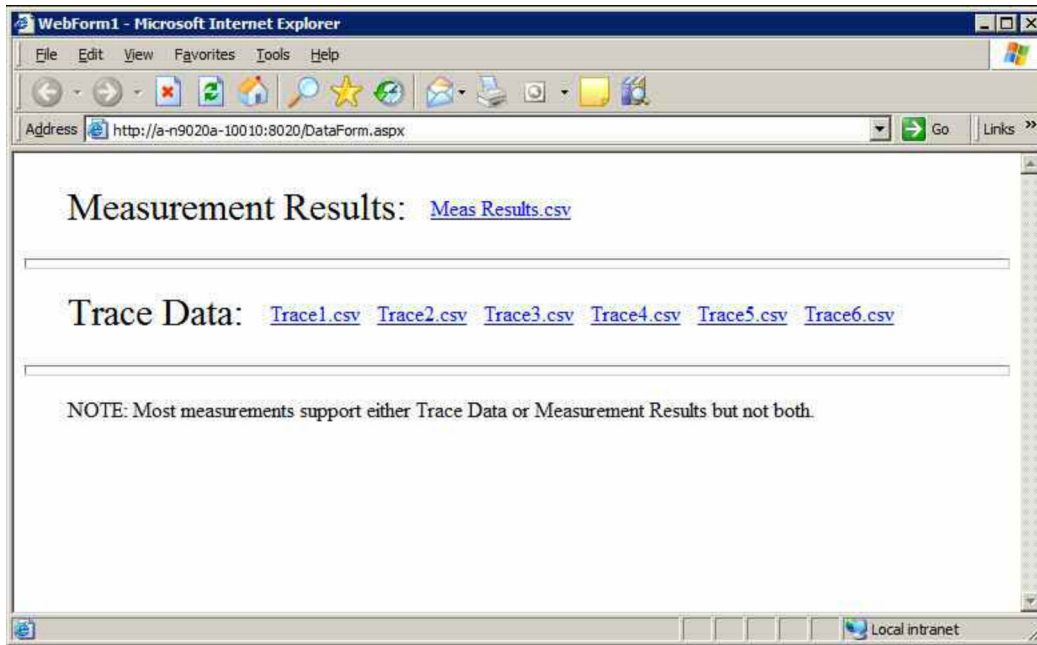 WebForm1 - Microsoft Internet Explorer
File Edit View Favorites Tools Help
Address http://a-n9020a-10010:8020/DataForm.aspx Go Links »
Measurement Results: Meas Results.csv
Trace Data: Trace1.csv Trace2.csv Trace3.csv Trace4.csv Trace5.csv Trace6.csv
NOTE: Most measurements support either Trace Data or Measurement Results but not both.
Local intranet